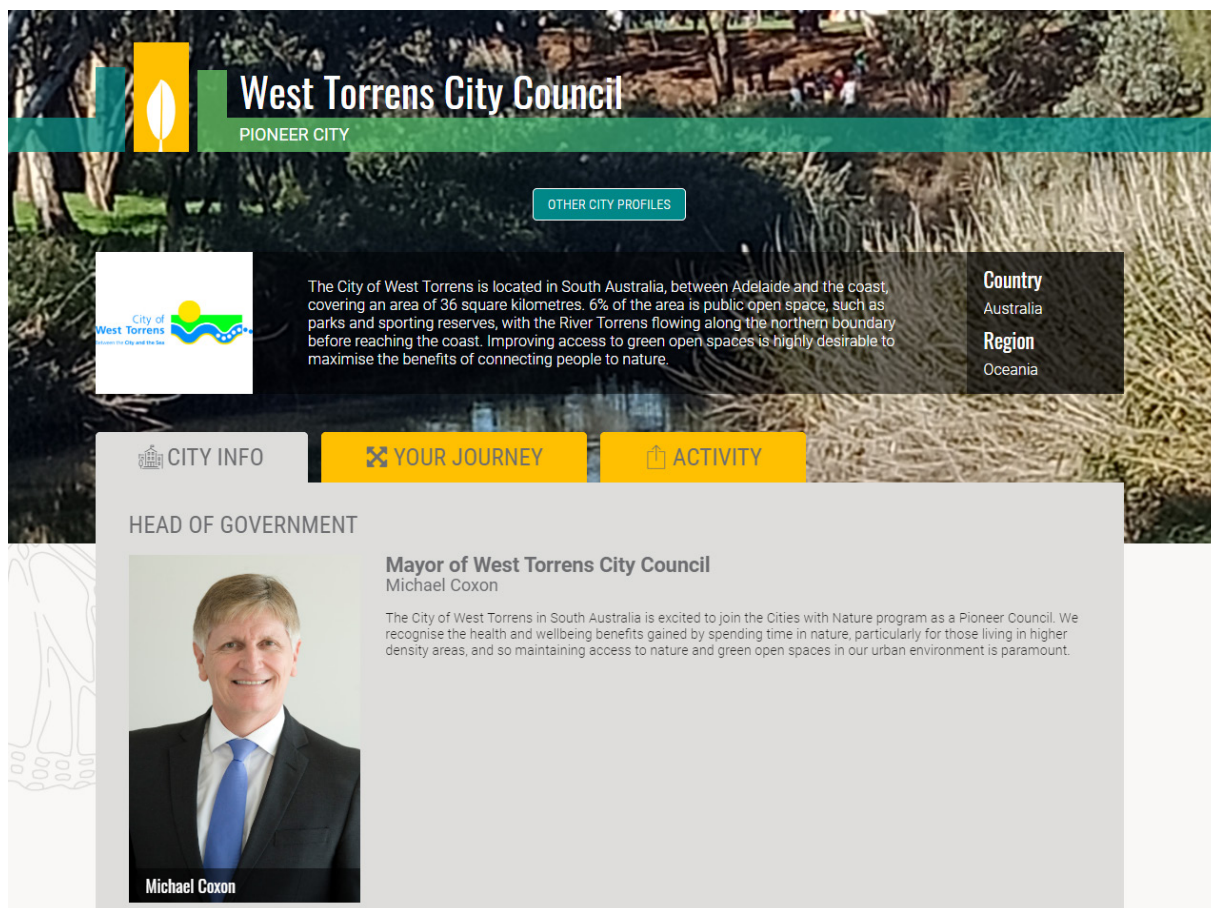 West Torrens City Council
PIONEER CITY
OTHER CITY PROFILES
City of
West Torrens
Between the City and the Sea
The City of West Torrens is located in South Australia, between Adelaide and the coast,
covering an area of 36 square kilometres. 6% of the area is public open space, such as
parks and sporting reserves, with the River Torrens flowing along the northern boundary
before reaching the coast. Improving access to green open spaces is highly desirable to
maximise the benefits of connecting people to nature.
Country
Australia
Region
Oceania
CITY INFO
YOUR JOURNEY
ACTIVITY
HEAD OF GOVERNMENT
Mayor of West Torrens City Council
Michael Coxon
The City of West Torrens in South Australia is excited to join the Cities with Nature program as a Pioneer Council. We
recognise the health and wellbeing benefits gained by spending time in nature, particularly for those living in higher
density areas, and so maintaining access to nature and green open spaces in our urban environment is paramount.
Michael Coxon